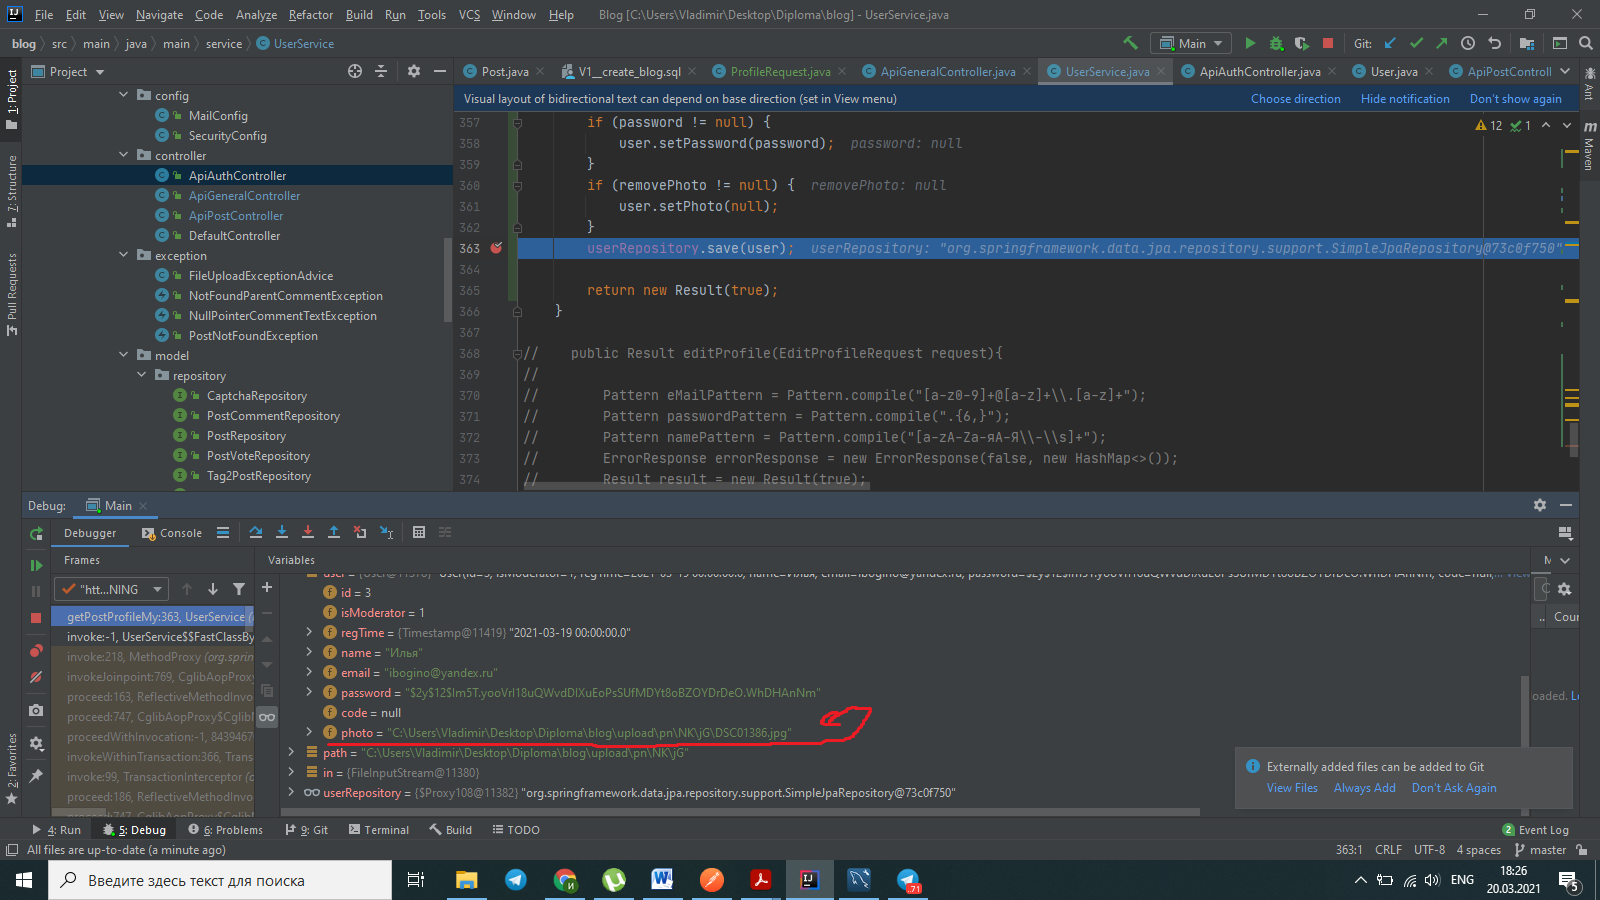 File Edit View Navigate Code Analyze Refactor Build Run Tools VCS Window Help Blog [C:\Users\Vladimir\Desktop\Diploma\blog] - UserService.java
blog src main java main service UserService
Main Git:
Project
Post.java V1__create_blog.sql ProfileRequest.java ApiGeneralController.java UserService.java ApiAuthController.java User.java ApiPostControll
Visual layout of bidirectional text can depend on base direction (set in View menu) Choose direction Hide notification Don't show again
1: Project
7: Structure
Pull Requests
2: Favorites
Ant
Maven
config
MailConfig
SecurityConfig
controller
ApiAuthController
ApiGeneralController
ApiPostController
DefaultController
exception
FileUploadExceptionAdvice
NotFoundParentCommentException
NullPointerCommentTextException
PostNotFoundException
model
repository
CaptchaRepository
PostCommentRepository
PostRepository
PostVoteRepository
Tag2PostRepository
12 1
357 if (password != null) {
358 user.setPassword(password); password: null
359 }
360 if (removePhoto != null) { removePhoto: null
361 user.setPhoto(null);
362 }
363 userRepository.save(user); userRepository: "org.springframework.data.jpa.repository.support.SimpleJpaRepository@73c0f750"
364
365 return new Result(true);
366 }
367
368 // public Result editProfile(EditProfileRequest request){
369 //
370 // Pattern eMailPattern = Pattern.compile("[a-z0-9]+@[a-z]+\\.[a-z]+");
371 // Pattern passwordPattern = Pattern.compile(".{6,}");
372 // Pattern namePattern = Pattern.compile("[a-zA-Zа-яА-Я\\-\\s]+");
373 // ErrorResponse errorResponse = new ErrorResponse(false, new HashMap<>());
374 // Result result = new Result(true);
Debug: Main
Debugger Console
Frames Variables
"htt...NING
getPostProfileMy:363, UserService
invoke:-1, UserService$$FastClassBy
invoke:218, MethodProxy (org.sprin
invokeJoinpoint:769, CglibAopProxy
proceed:163, ReflectiveMethodInvo
proceed:747, CglibAopProxy$Cglib
proceedWithInvocation:-1, 843946
invokeWithinTransaction:366, Trans
invoke:99, TransactionInterceptor
proceed:186, ReflectiveMethodInvo
id = 3
isModerator = 1
regTime = {Timestamp@11419} "2021-03-19 00:00:00.0"
name = "Илья"
email = "ibogino@yandex.ru"
password = "$2y$12$Im5T.yooVrI18uQWvdDIXuEoPsSUfMDYt8oBZOYDrDeO.WhDHAnNm"
code = null
photo = "C:\Users\Vladimir\Desktop\Diploma\blog\upload\pn\NK\jG\DSC01386.jpg"
path = "C:\Users\Vladimir\Desktop\Diploma\blog\upload\pn\NK\jG"
in = {FileInputStream@11380}
userRepository = {$Proxy108@11382} "org.springframework.data.jpa.repository.support.SimpleJpaRepository@73c0f750"
M
.. Cour
oaded. Lo
Externally added files can be added to Git
View Files Always Add Don't Ask Again
4: Run 5: Debug 6: Problems 9: Git Terminal Build TODO 2 Event Log
All files are up-to-date (a minute ago) 363:1 CRLF UTF-8 4 spaces master
Введите здесь текст для поиска
71
ENG
18:26
20.03.2021
5